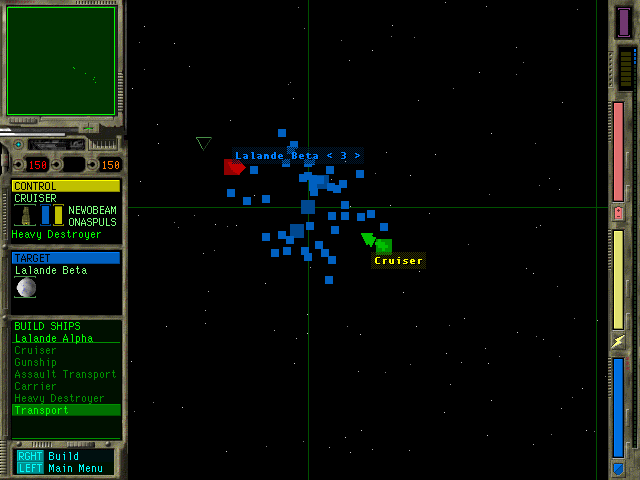 150 150
CONTROL
CRUISER
NEWOBEAM
ONASPULS
Heavy Destroyer
TARGET
Lalande Beta
BUILD SHIPS
Lalande Alpha
Cruiser
Gunship
Assault Transport
Carrier
Heavy Destroyer
Transport
RGHT Build
LEFT Main Menu
Lalande Beta < 3 >
Cruiser